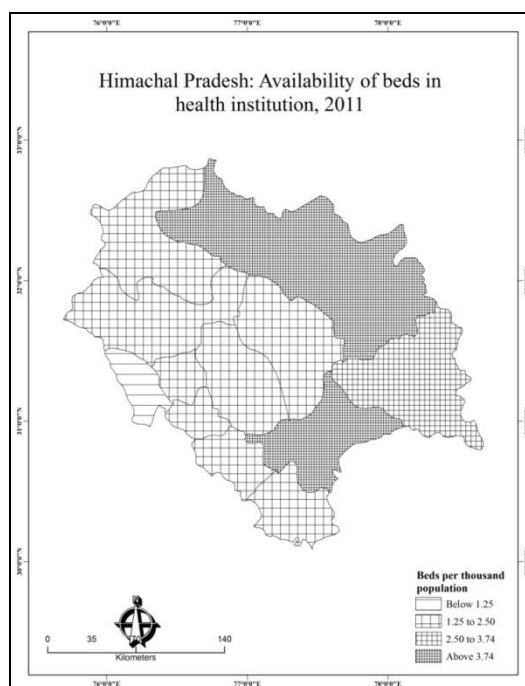 76°0'0"E 77°0'0"E 78°0'0"E
Himachal Pradesh: Availability of beds in
health institution, 2011
33°0'0"N
32°0'0"N
31°0'0"N
30°0'0"N
Beds per thousand
population
Below 1.25
1.25 to 2.50
2.50 to 3.74
Above 3.74
0 35 70 140
Kilometers
76°0'0"E 77°0'0"E 78°0'0"E